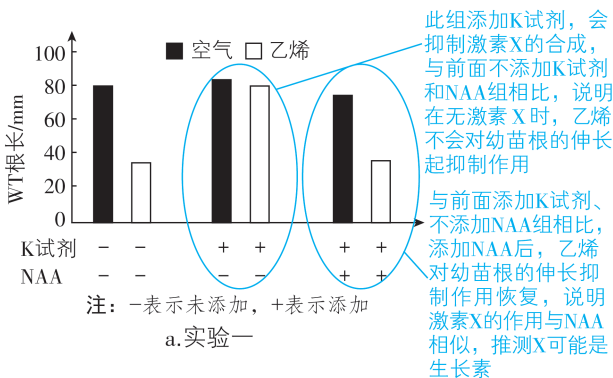 此组添加K试剂，会
抑制激素X的合成，
与前面不添加K试剂
和NAA组相比，说明
在无激素X时，乙烯
不会对幼苗根的伸长
起抑制作用
空气 乙烯
WT根长/mm
100
80
60
40
20
0
K试剂 − − + + + +
NAA − − − − + +
注：−表示未添加，+表示添加
a.实验一
与前面添加K试剂、
不添加NAA组相比，
添加NAA后，乙烯
对幼苗根的伸长抑
制作用恢复，说明
激素X的作用与NAA
相似，推测X可能是
生长素